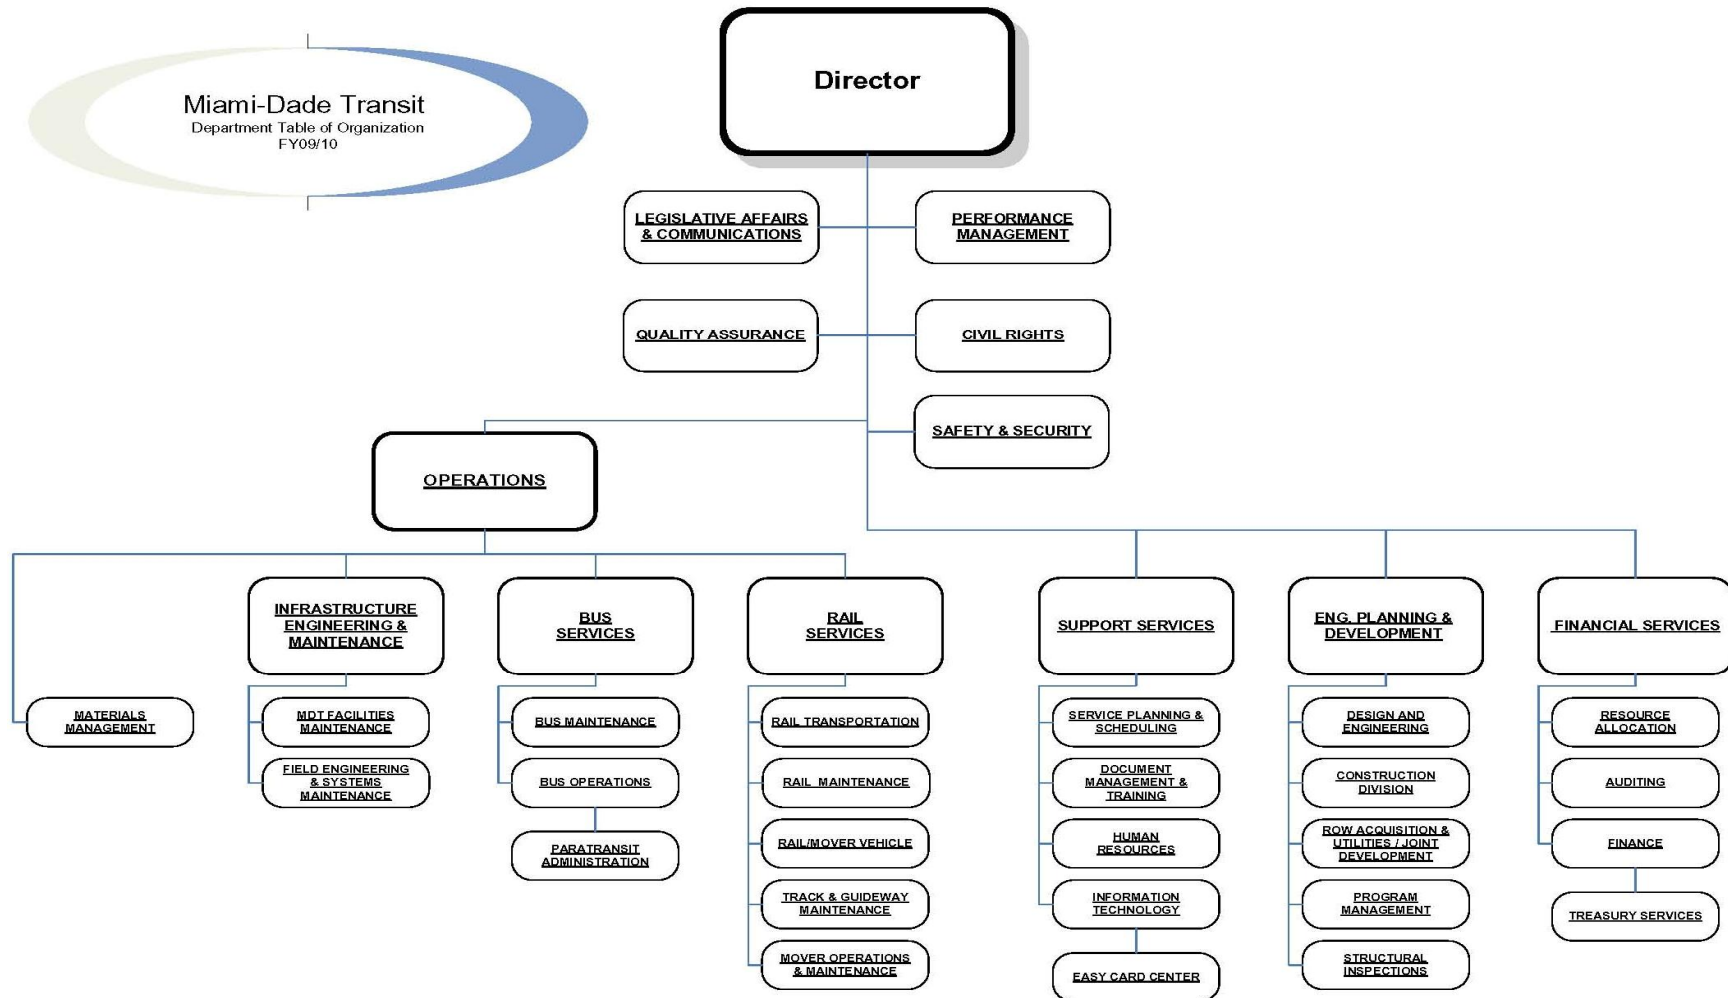 Miami-Dade Transit
Department Table of Organization
FY09/10
Director
LEGISLATIVE AFFAIRS
& COMMUNICATIONS
PERFORMANCE
MANAGEMENT
QUALITY ASSURANCE
CIVIL RIGHTS
SAFETY & SECURITY
OPERATIONS
INFRASTRUCTURE
ENGINEERING &
MAINTENANCE
BUS
SERVICES
RAIL
SERVICES
SUPPORT SERVICES
ENG. PLANNING &
DEVELOPMENT
FINANCIAL SERVICES
MATERIALS
MANAGEMENT
MDT FACILITIES
MAINTENANCE
FIELD ENGINEERING
& SYSTEMS
MAINTENANCE
BUS MAINTENANCE
BUS OPERATIONS
PARATRANSIT
ADMINISTRATION
RAIL TRANSPORTATION
RAIL MAINTENANCE
RAIL/MOVER VEHICLE
TRACK & GUIDEWAY
MAINTENANCE
MOVER OPERATIONS
& MAINTENANCE
SERVICE PLANNING &
SCHEDULING
DOCUMENT
MANAGEMENT &
TRAINING
HUMAN
RESOURCES
INFORMATION
TECHNOLOGY
EASY CARD CENTER
DESIGN AND
ENGINEERING
CONSTRUCTION
DIVISION
ROW ACQUISITION &
UTILITIES / JOINT
DEVELOPMENT
PROGRAM
MANAGEMENT
STRUCTURAL
INSPECTIONS
RESOURCE
ALLOCATION
AUDITING
FINANCE
TREASURY SERVICES